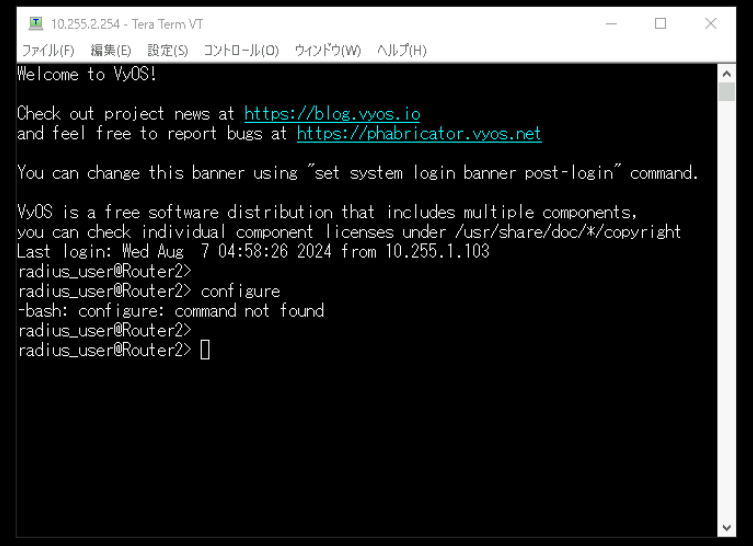 10.255.2.254 - Tera Term VT
ファイル(F) 編集(E) 設定(S) コントロール(O) ウィンドウ(W) ヘルプ(H)
Welcome to VyOS!
Check out project news at https://blog.vyos.io
and feel free to report bugs at https://phabricator.vyos.net
You can change this banner using "set system login banner post-login" command.
VyOS is a free software distribution that includes multiple components,
you can check individual component licenses under /usr/share/doc/*/copyright
Last login: Wed Aug  7 04:58:26 2024 from 10.255.1.103
radius_user@Router2>
radius_user@Router2> configure
-bash: configure: command not found
radius_user@Router2>
radius_user@Router2>